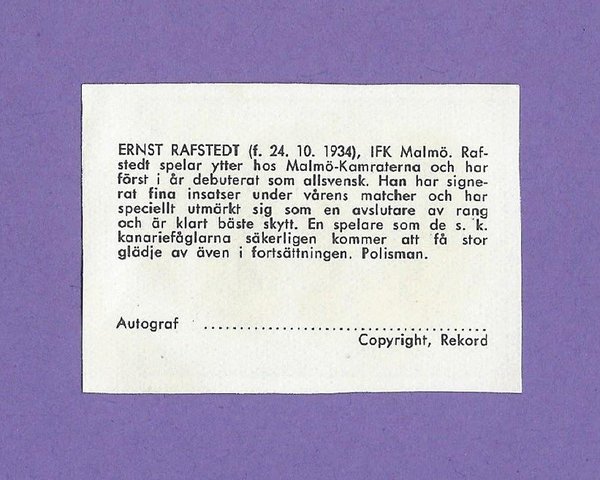 ERNST RAFSTEDT (f. 24. 10. 1934), IFK Malmö. Raf-
stedt spelar ytter hos Malmö-Kamraterna och har
först i år debuterat som allsvensk. Han har signe-
rat fina insatser under vårens matcher och har
speciellt utmärkt sig som en avslutare av rang
och är klart bäste skytt. En spelare som de s. k.
kanariefåglarna säkerligen kommer att få stor
glädje av även i fortsättningen. Polisman.
Autograf ........................................
Copyright, Rekord